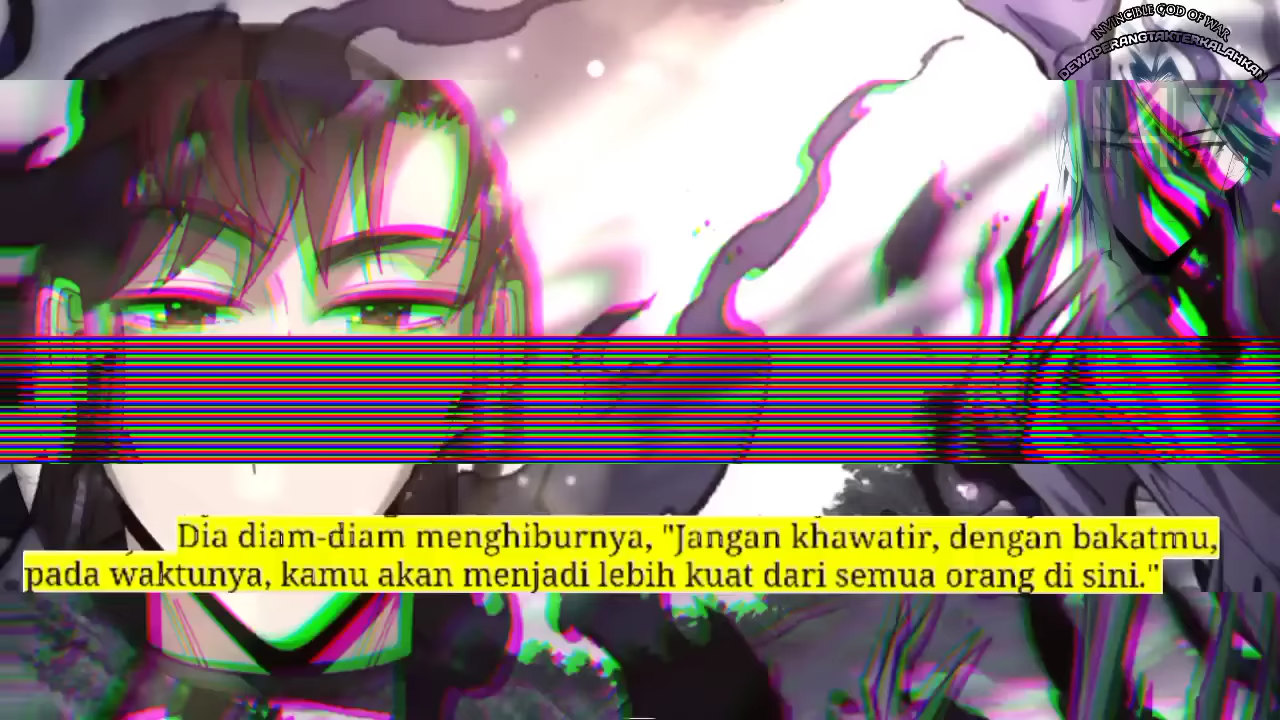 INVINCIBLE GOD OF WAR
DEWAPERANGTAKTERKALAHKAN
1417
Dia diam-diam menghiburnya, "Jangan khawatir, dengan bakatmu,
pada waktunya, kamu akan menjadi lebih kuat dari semua orang di sini."